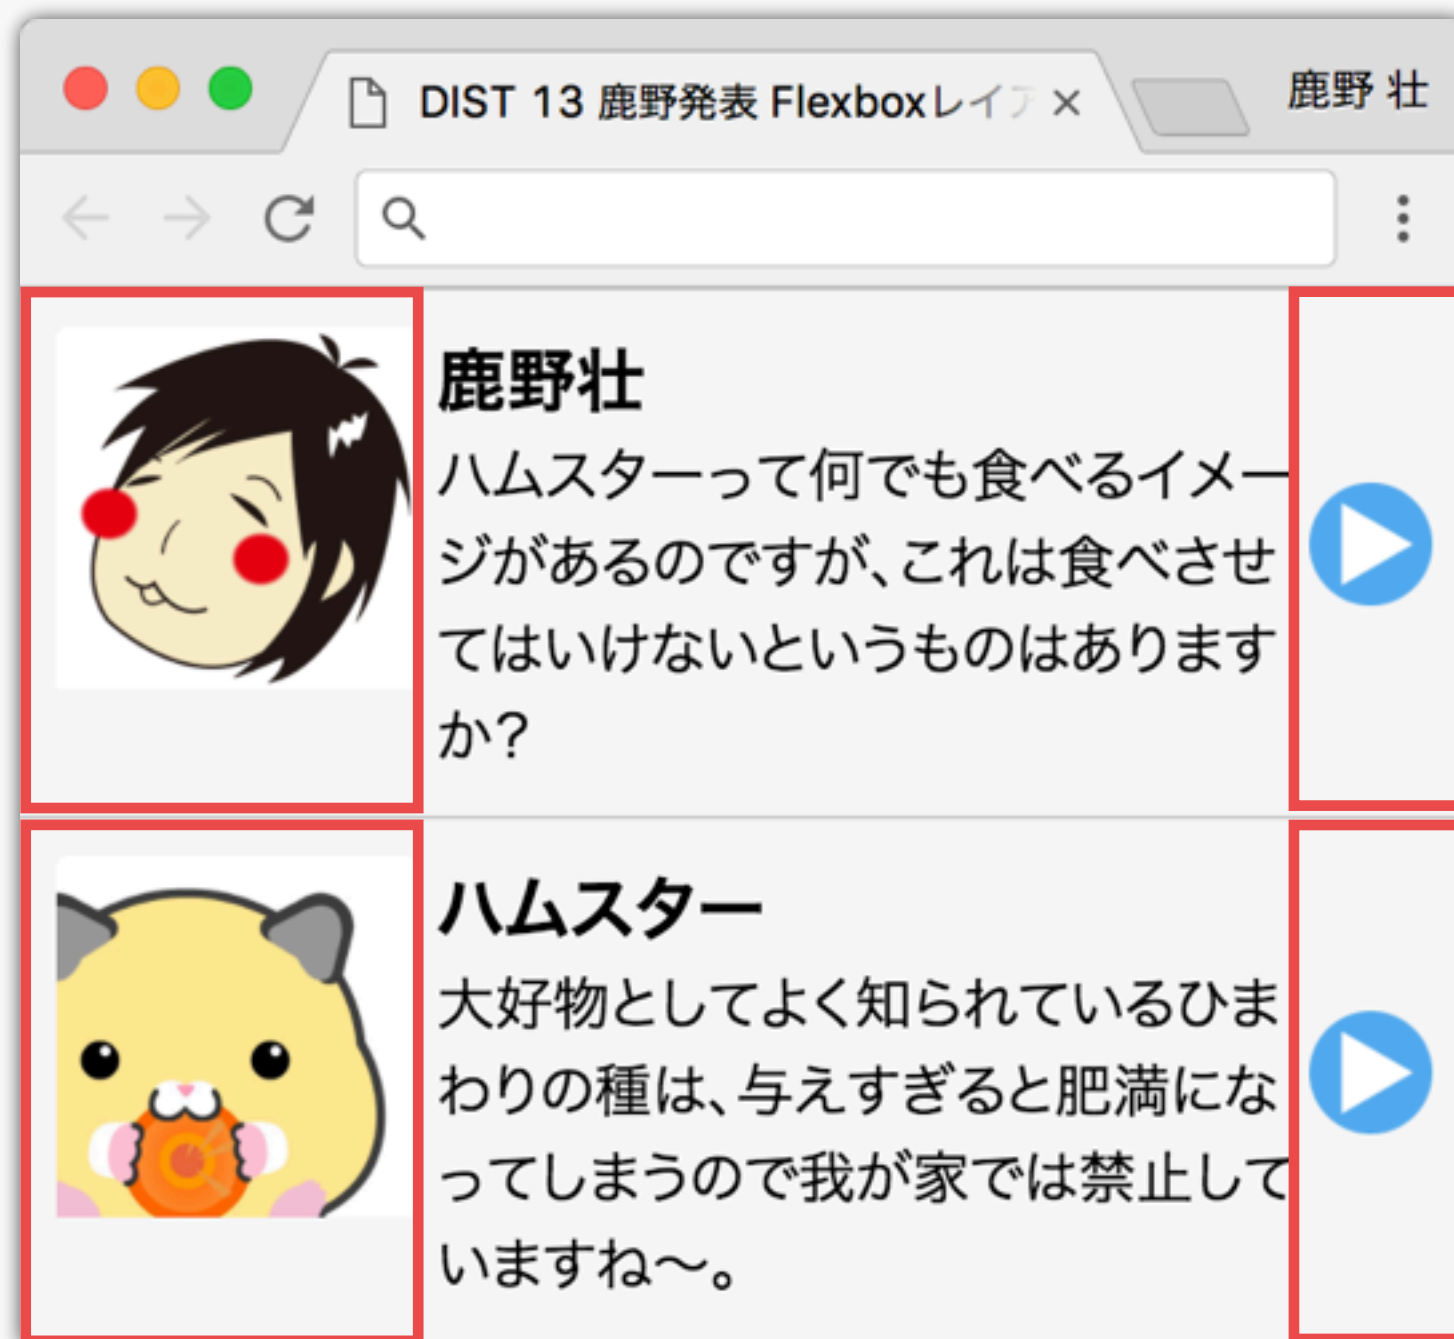 DIST 13 鹿野発表 Flexboxレイア
鹿野 壮
鹿野壮
ハムスターって何でも食べるイメー
ジがあるのですが、これは食べさせ
てはいけないというものはあります
か?
ハムスター
大好物としてよく知られているひま
わりの種は、与えすぎると肥満にな
ってしまうので我が家では禁止して
いますね〜。